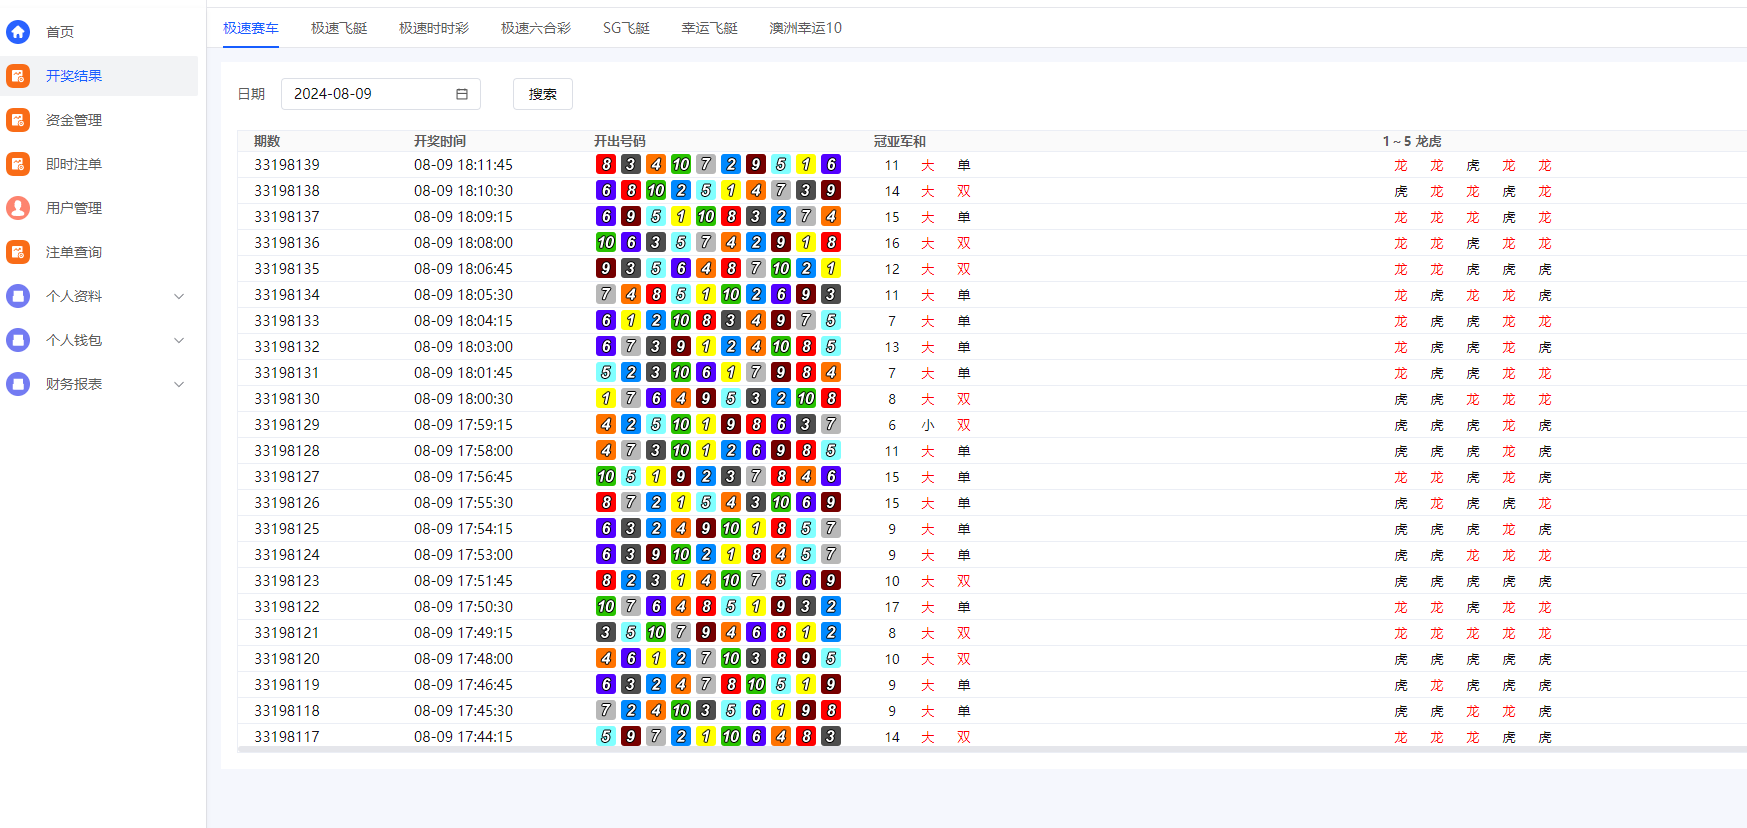 首页
开奖结果
资金管理
即时注单
用户管理
注单查询
个人资料
个人钱包
财务报表
极速赛车 极速飞艇 极速时时彩 极速六合彩 SG飞艇 幸运飞艇 澳洲幸运10
日期 2024-08-09 搜索
期数 开奖时间 开出号码 冠亚军和 1 ~ 5 龙虎
33198139 08-09 18:11:45 8 3 4 10 7 2 9 5 1 6 11 大 单 龙 龙 虎 龙 龙
33198138 08-09 18:10:30 6 8 10 2 5 1 4 7 3 9 14 大 双 虎 龙 龙 虎 龙
33198137 08-09 18:09:15 6 9 5 1 10 8 3 2 7 4 15 大 单 龙 龙 龙 虎 龙
33198136 08-09 18:08:00 10 6 3 5 7 4 2 9 1 8 16 大 双 龙 龙 虎 龙 龙
33198135 08-09 18:06:45 9 3 5 6 4 8 7 10 2 1 12 大 双 龙 龙 虎 虎 虎
33198134 08-09 18:05:30 7 4 8 5 1 10 2 6 9 3 11 大 单 龙 虎 龙 龙 虎
33198133 08-09 18:04:15 6 1 2 10 8 3 4 9 7 5 7 大 单 龙 虎 虎 龙 龙
33198132 08-09 18:03:00 6 7 3 9 1 2 4 10 8 5 13 大 单 龙 虎 虎 龙 虎
33198131 08-09 18:01:45 5 2 3 10 6 1 7 9 8 4 7 大 单 龙 虎 虎 龙 龙
33198130 08-09 18:00:30 1 7 6 4 9 5 3 2 10 8 8 大 双 虎 虎 龙 龙 龙
33198129 08-09 17:59:15 4 2 5 10 1 9 8 6 3 7 6 小 双 虎 虎 虎 龙 虎
33198128 08-09 17:58:00 4 7 3 10 1 2 6 9 8 5 11 大 单 虎 虎 虎 龙 虎
33198127 08-09 17:56:45 10 5 1 9 2 3 7 8 4 6 15 大 单 龙 龙 虎 龙 虎
33198126 08-09 17:55:30 8 7 2 1 5 4 3 10 6 9 15 大 单 虎 龙 虎 虎 龙
33198125 08-09 17:54:15 6 3 2 4 9 10 1 8 5 7 9 大 单 虎 虎 虎 龙 虎
33198124 08-09 17:53:00 6 3 9 10 2 1 8 4 5 7 9 大 单 虎 虎 龙 龙 龙
33198123 08-09 17:51:45 8 2 3 1 4 10 7 5 6 9 10 大 双 虎 虎 虎 虎 虎
33198122 08-09 17:50:30 10 7 6 4 8 5 1 9 3 2 17 大 单 龙 龙 虎 龙 龙
33198121 08-09 17:49:15 3 5 10 7 9 4 6 8 1 2 8 大 双 龙 龙 龙 龙 龙
33198120 08-09 17:48:00 4 6 1 2 7 10 3 8 9 5 10 大 双 虎 虎 虎 虎 虎
33198119 08-09 17:46:45 6 3 2 4 7 8 10 5 1 9 9 大 单 虎 龙 虎 虎 虎
33198118 08-09 17:45:30 7 2 4 10 3 5 6 1 9 8 9 大 单 虎 虎 龙 龙 虎
33198117 08-09 17:44:15 5 9 7 2 1 10 6 4 8 3 14 大 双 龙 龙 龙 虎 虎